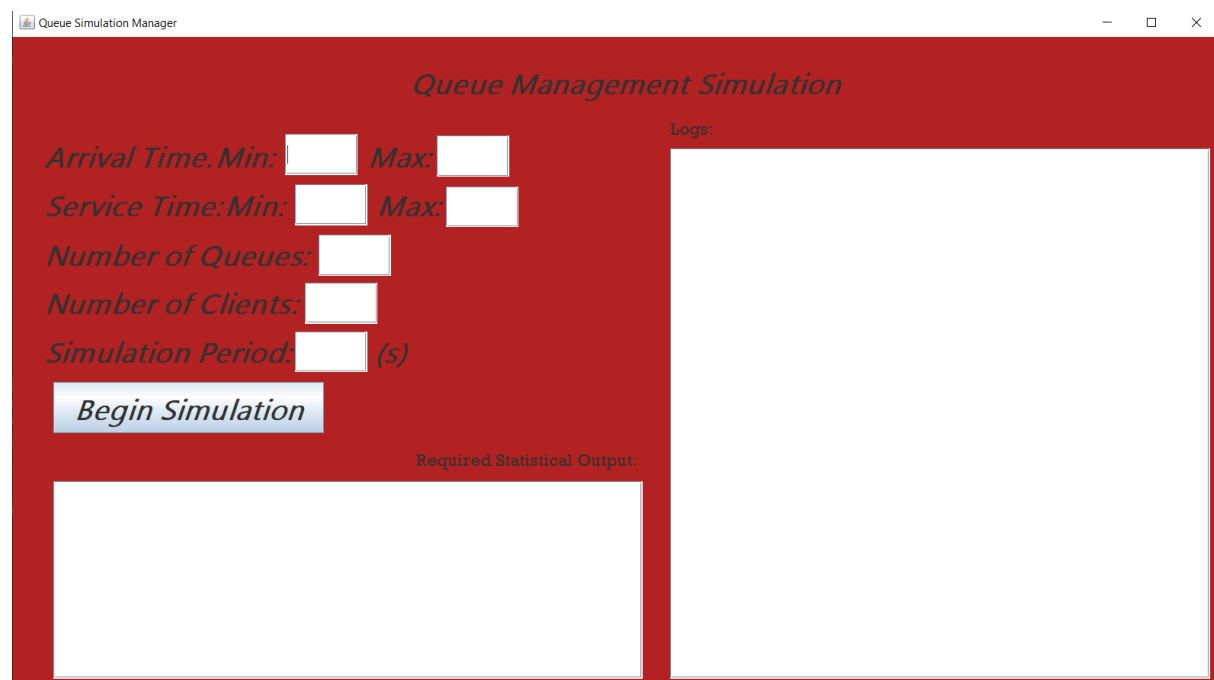 Queue Simulation Manager
Queue Management Simulation
Arrival Time. Min: Max:
Service Time: Min: Max:
Number of Queues:
Number of Clients:
Simulation Period: (s)
Begin Simulation
Required Statistical Output:
Logs: